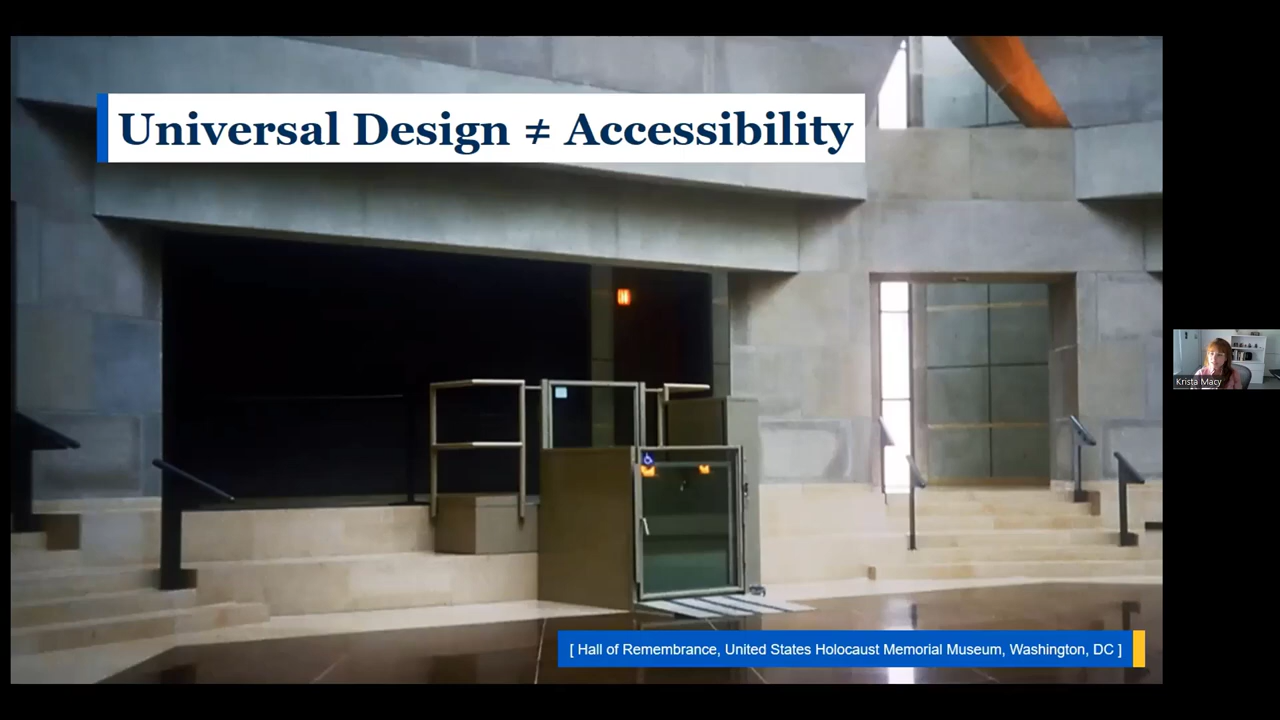 Universal Design ≠ Accessibility
Krista Macy
[ Hall of Remembrance, United States Holocaust Memorial Museum, Washington, DC ]